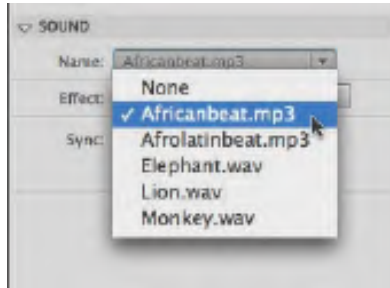 SOUND
Name: Africanbeat.mp3
None
Effect:
✓ Africanbeat.mp3
Sync: Afrolatinbeat.mp3
Elephant.wav
Lion.wav
Monkey.wav